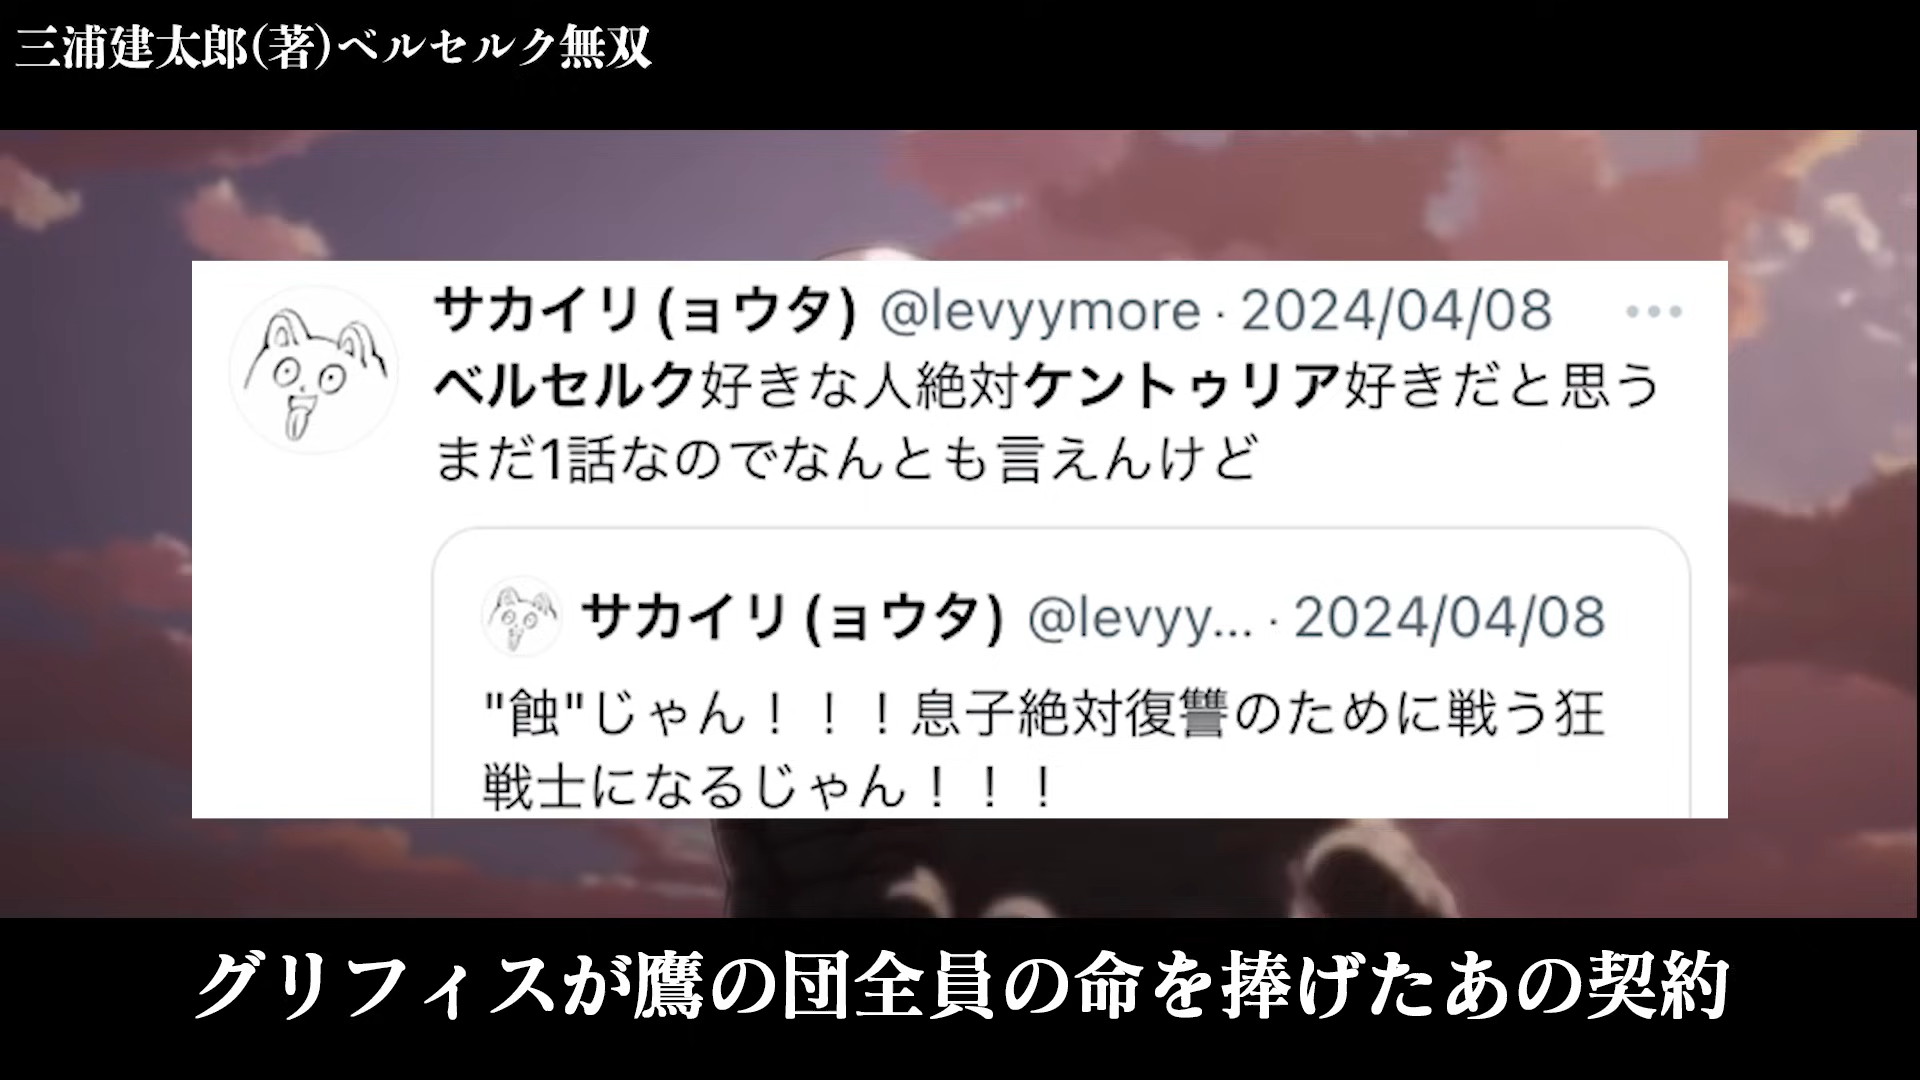 三浦建太郎(著)ベルセルク無双
サカイリ(ョウタ) @levyymore · 2024/04/08
ベルセルク好きな人絶対ケントゥリア好きだと思う
まだ1話なのでなんとも言えんけど
サカイリ(ョウタ) @levyy... · 2024/04/08
"蝕"じゃん！！！息子絶対復讐のために戦う狂
戦士になるじゃん！！！
グリフィスが鷹の団全員の命を捧げたあの契約